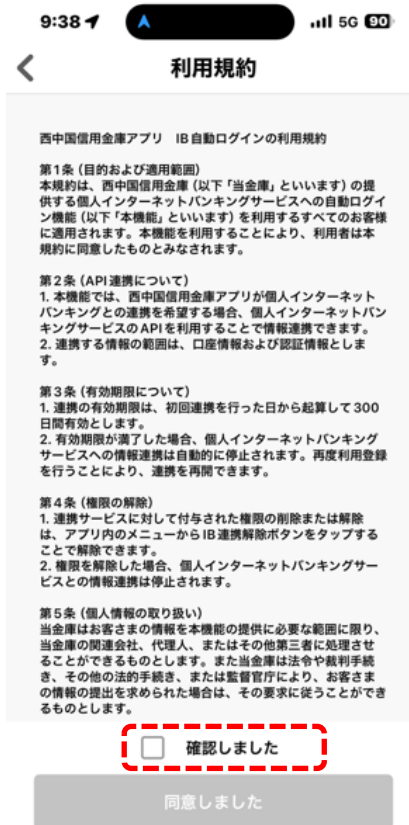 9:38
5G 90
利用規約
西中国信用金庫アプリ IB自動ログインの利用規約
第1条 (目的および適用範囲)
本規約は、西中国信用金庫 (以下「当金庫」といいます) の提
供する個人インターネットバンキングサービスへの自動ログイ
ン機能 (以下「本機能」といいます) を利用するすべてのお客様
に適用されます。本機能を利用することにより、利用者は本
規約に同意したものとみなされます。
第2条 (API連携について)
1. 本機能では、西中国信用金庫アプリが個人インターネット
バンキングとの連携を希望する場合、個人インターネットバン
キングサービスのAPIを利用することで情報連携できます。
2. 連携する情報の範囲は、口座情報および認証情報としま
す。
第3条 (有効期限について)
1. 連携の有効期限は、初回連携を行った日から起算して300
日間有効とします。
2. 有効期限が満了した場合、個人インターネットバンキング
サービスへの情報連携は自動的に停止されます。再度利用登録
を行うことにより、連携を再開できます。
第4条 (権限の解除)
1. 連携サービスに対して付与された権限の削除または解除
は、アプリ内のメニューからIB連携解除ボタンをタップする
ことで解除できます。
2. 権限を解除した場合、個人インターネットバンキングサー
ビスとの情報連携は停止されます。
第5条 (個人情報の取り扱い)
当金庫はお客さまの情報を本機能の提供に必要な範囲に限り、
当金庫の関連会社、代理人、またはその他第三者に処理させ
ることができるものとします。また当金庫は法令や裁判手続
き、その他の法的手続き、または監督官庁により、お客さま
の情報の提出を求められた場合は、その要求に従うことができ
るものとします。
確認しました
同意しました